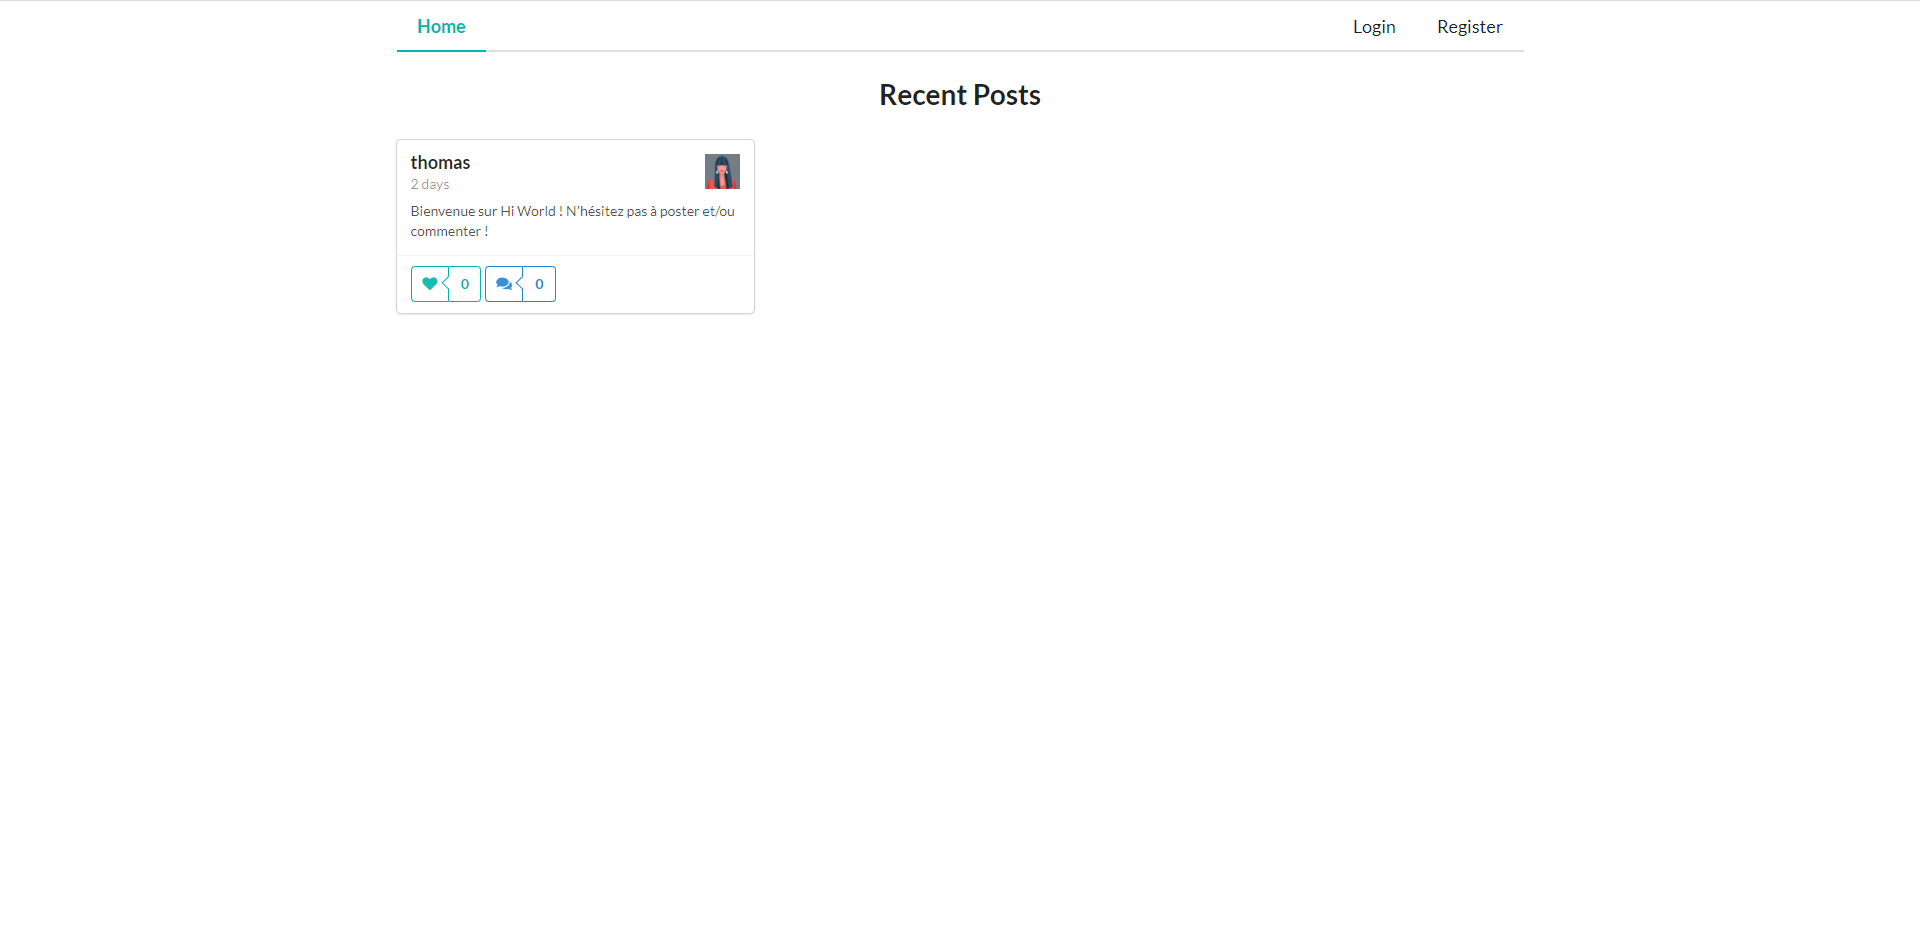 Home
Login
Register
Recent Posts
thomas
2 days
Bienvenue sur Hi World ! N'hésitez pas à poster et/ou
commenter !
0
0